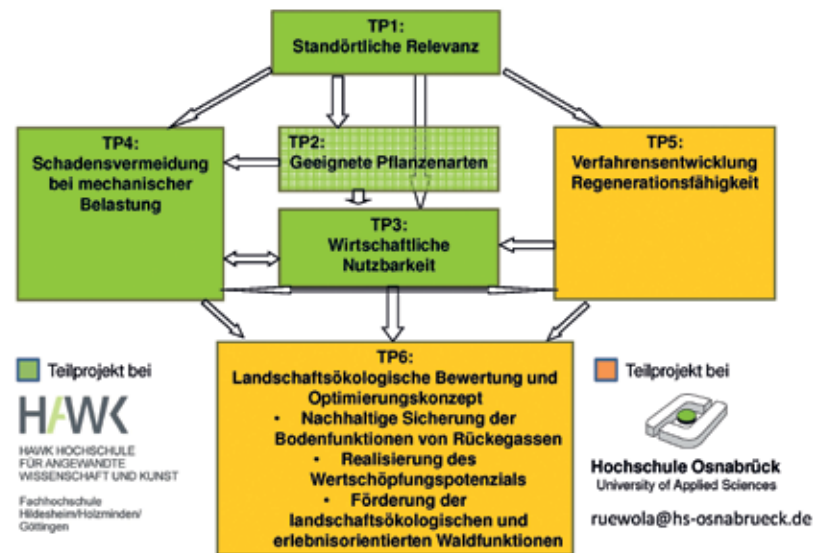 TP1:
Standörtliche Relevanz
TP4:
Schadensvermeidung
bei mechanischer
Belastung
TP2:
Geeignete Pflanzenarten
TP5:
Verfahrensentwicklung
Regenerationsfähigkeit
TP3:
Wirtschaftliche
Nutzbarkeit
TP6:
Landschaftsökologische Bewertung und
Optimierungskonzept
• Nachhaltige Sicherung der
Bodenfunktionen von Rückegassen
• Realisierung des
Wertschöpfungspotenzials
• Förderung der
landschaftsökologischen und
erlebnisorientierten Waldfunktionen
Teilprojekt bei
HAWK
HAWK HOCHSCHULE
FÜR ANGEWANDTE
WISSENSCHAFT UND KUNST
Fachhochschule
Hildesheim/Holzminden/
Göttingen
Teilprojekt bei
Hochschule Osnabrück
University of Applied Sciences
ruewola@hs-osnabrueck.de